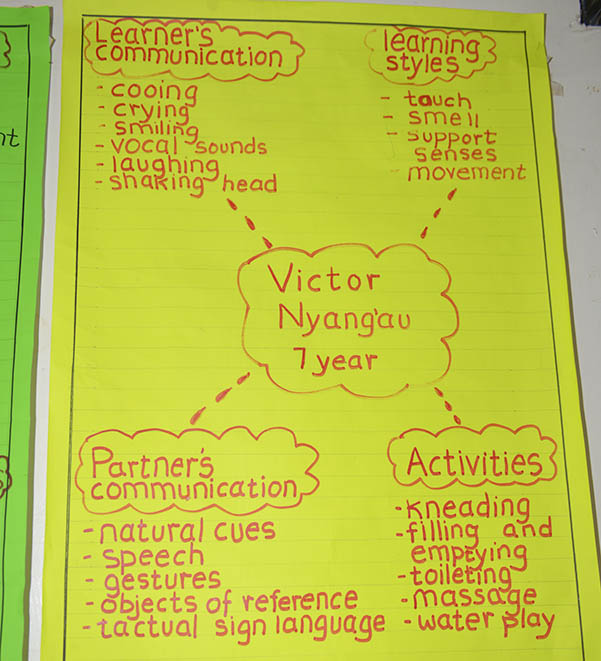 Learner's
communication
- cooing
- crying
- smiling
- vocal sounds
- laughing
- shaking head
learning
styles
- touch
- smell
- support
senses
- movement
Victor
Nyang'au
7 year
Partner's
communication
- natural cues
- speech
- gestures
- objects of reference
- tactual sign language
Activities
- kneading
- filling and
emptying
- toileting
- massage
- water play